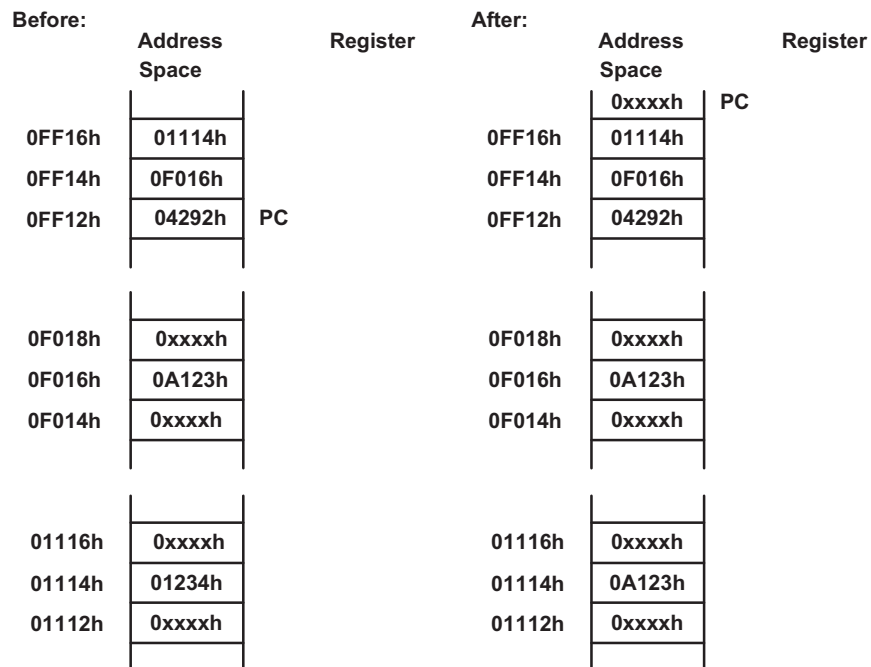 Before: After:
Address Register Address Register
Space Space
0xxxxh PC
0FF16h 01114h 0FF16h 01114h
0FF14h 0F016h 0FF14h 0F016h
0FF12h 04292h PC 0FF12h 04292h
0F018h 0xxxxh 0F018h 0xxxxh
0F016h 0A123h 0F016h 0A123h
0F014h 0xxxxh 0F014h 0xxxxh
01116h 0xxxxh 01116h 0xxxxh
01114h 01234h 01114h 0A123h
01112h 0xxxxh 01112h 0xxxxh